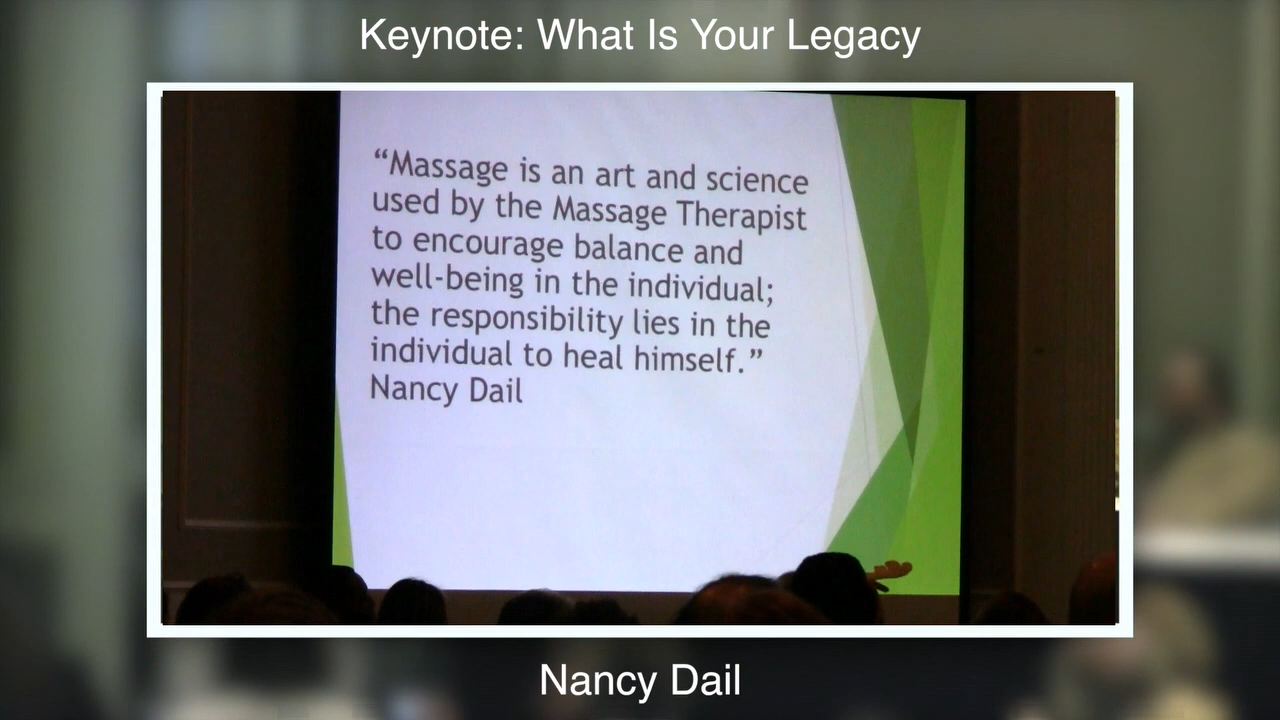 Keynote: What Is Your Legacy
“Massage is an art and science
used by the Massage Therapist
to encourage balance and
well-being in the individual;
the responsibility lies in the
individual to heal himself.”
Nancy Dail
Nancy Dail